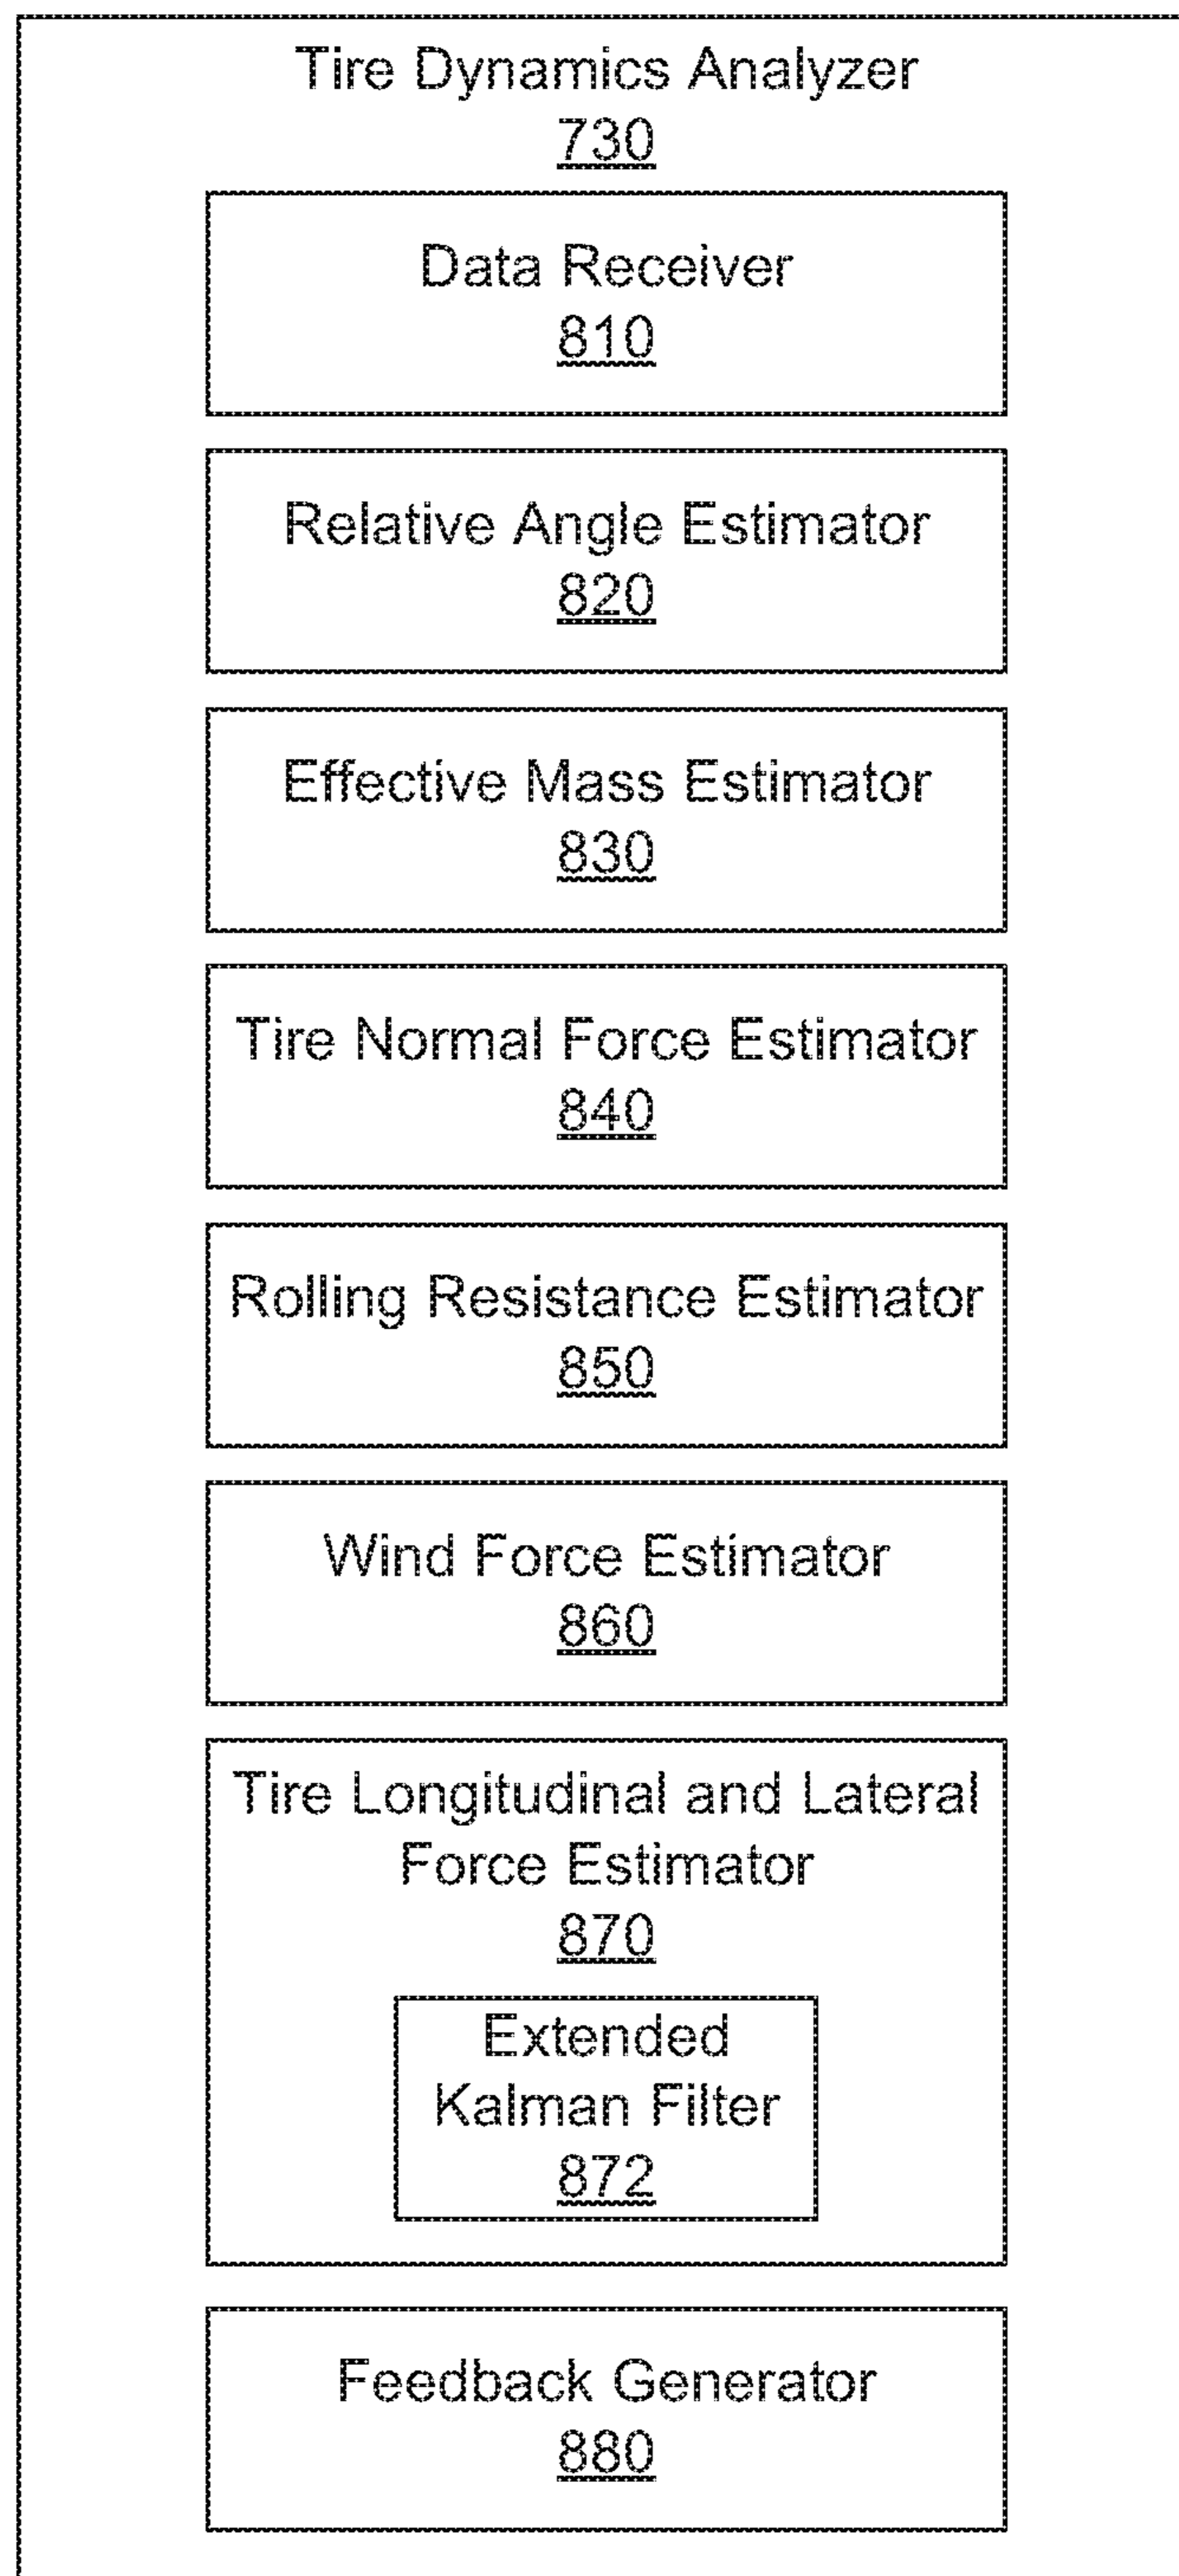 Tire Dynamics Analyzer
730
Data Receiver
810
Relative Angle Estimator
820
Effective Mass Estimator
830
Tire Normal Force Estimator
840
Rolling Resistance Estimator
850
Wind Force Estimator
860
Tire Longitudinal and Lateral
Force Estimator
870
Extended
Kalman Filter
872
Feedback Generator
880